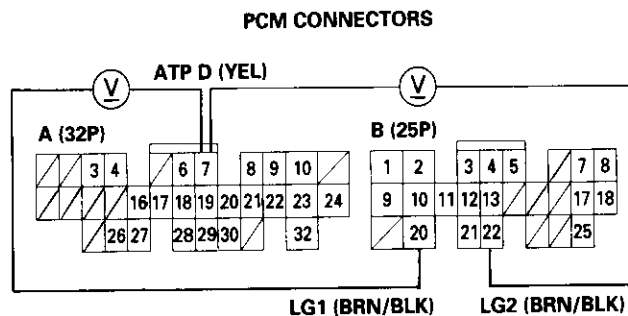 PCM CONNECTORS
ATP D (YEL)
V V
A (32P) B (25P)
3 4 6 7 8 9 10
16 17 18 19 20 21 22 23 24
26 27 28 29 30 32
1 2 3 4 5 7 8
9 10 11 12 13 17 18
20 21 22 25
LG1 (BRN/BLK) LG2 (BRN/BLK)